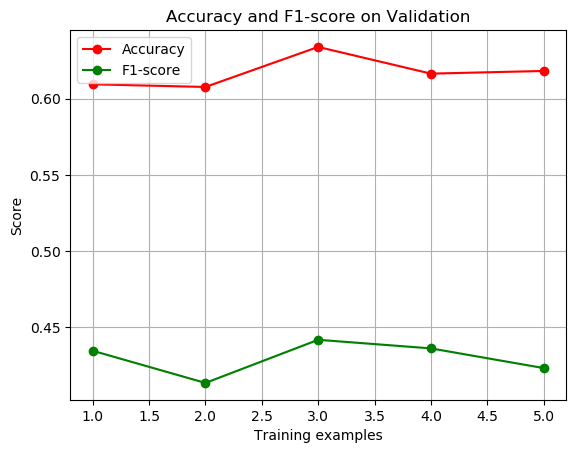 Accuracy and F1-score on Validation
Accuracy
F1-score
0.60
0.55
0.50
0.45
Score
1.0 1.5 2.0 2.5 3.0 3.5 4.0 4.5 5.0
Training examples